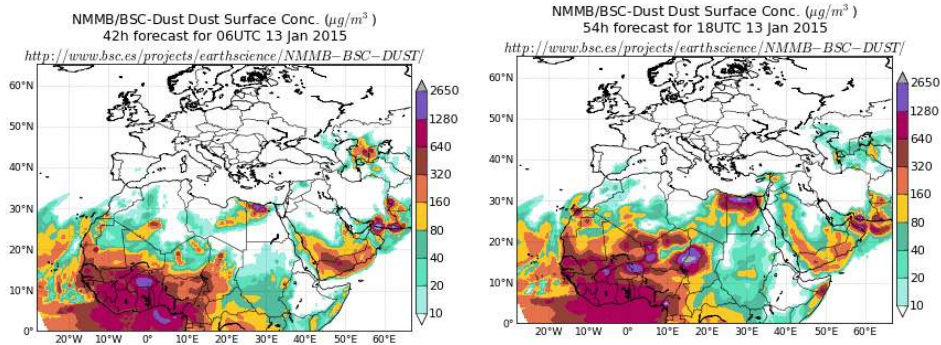 NMMB/BSC-Dust Dust Surface Conc. (μg/m³ )
42h forecast for 06UTC 13 Jan 2015
http://www.bsc.es/projects/earthscience/NMMB−BSC−DUST/
60°N
50°N
40°N
30°N
20°N
10°N
0°
20°W 10°W 0° 10°E 20°E 30°E 40°E 50°E 60°E
2650
1280
640
320
160
80
40
20
10
NMMB/BSC-Dust Dust Surface Conc. (μg/m³ )
54h forecast for 18UTC 13 Jan 2015
http://www.bsc.es/projects/earthscience/NMMB−BSC−DUST/
60°N
50°N
40°N
30°N
20°N
10°N
0°
20°W 10°W 0° 10°E 20°E 30°E 40°E 50°E 60°E
2650
1280
640
320
160
80
40
20
10